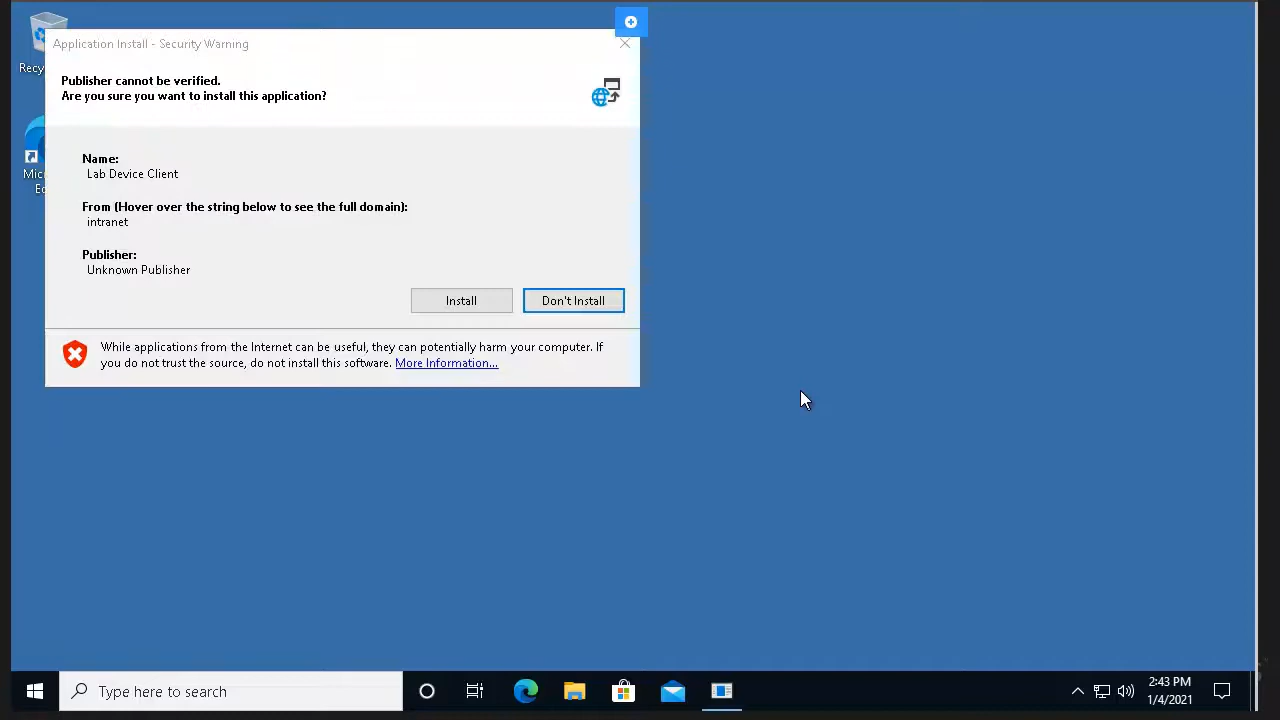 Application Install - Security Warning
Publisher cannot be verified.
Are you sure you want to install this application?
Name:
Lab Device Client
From (Hover over the string below to see the full domain):
intranet
Publisher:
Unknown Publisher
Install
Don't Install
While applications from the Internet can be useful, they can potentially harm your computer. If
you do not trust the source, do not install this software. More Information...
Type here to search
2:43 PM
1/4/2021